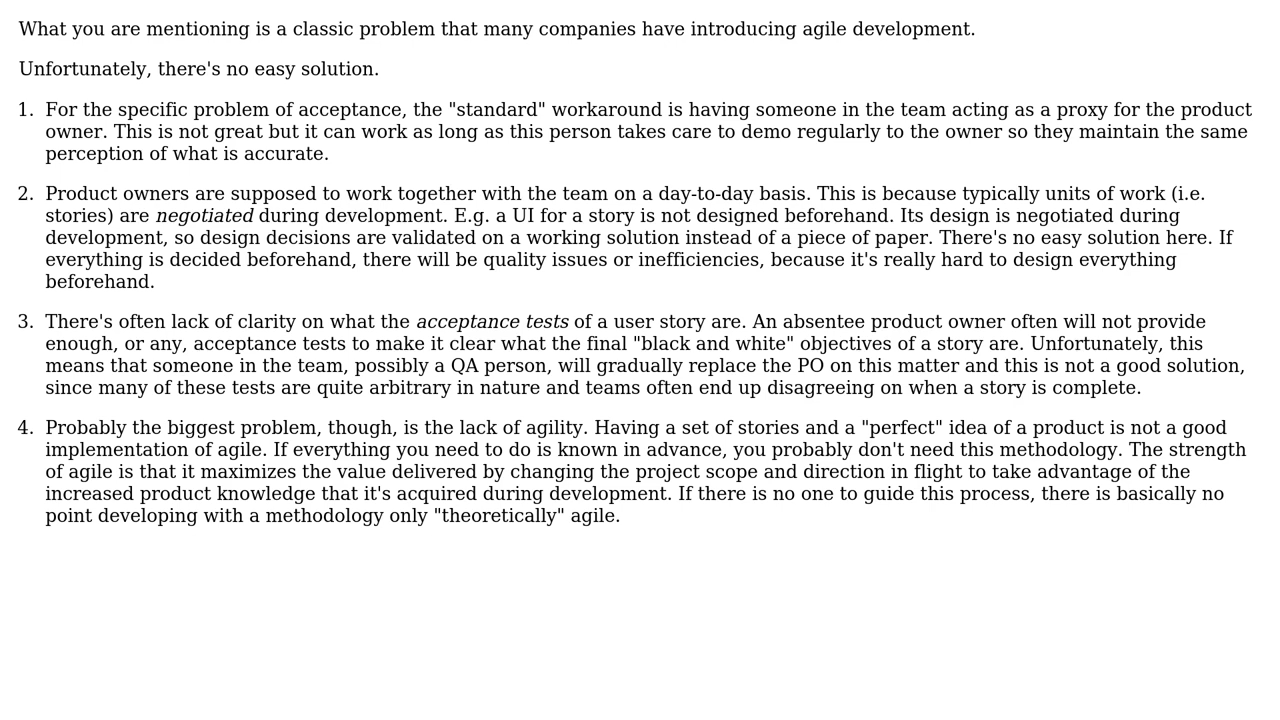 What you are mentioning is a classic problem that many companies have introducing agile development.
Unfortunately, there's no easy solution.
1. For the specific problem of acceptance, the "standard" workaround is having someone in the team acting as a proxy for the product
owner. This is not great but it can work as long as this person takes care to demo regularly to the owner so they maintain the same
perception of what is accurate.
2. Product owners are supposed to work together with the team on a day-to-day basis. This is because typically units of work (i.e.
stories) are negotiated during development. E.g. a UI for a story is not designed beforehand. Its design is negotiated during
development, so design decisions are validated on a working solution instead of a piece of paper. There's no easy solution here. If
everything is decided beforehand, there will be quality issues or inefficiencies, because it's really hard to design everything
beforehand.
3. There's often lack of clarity on what the acceptance tests of a user story are. An absentee product owner often will not provide
enough, or any, acceptance tests to make it clear what the final "black and white" objectives of a story are. Unfortunately, this
means that someone in the team, possibly a QA person, will gradually replace the PO on this matter and this is not a good solution,
since many of these tests are quite arbitrary in nature and teams often end up disagreeing on when a story is complete.
4. Probably the biggest problem, though, is the lack of agility. Having a set of stories and a "perfect" idea of a product is not a good
implementation of agile. If everything you need to do is known in advance, you probably don't need this methodology. The strength
of agile is that it maximizes the value delivered by changing the project scope and direction in flight to take advantage of the
increased product knowledge that it's acquired during development. If there is no one to guide this process, there is basically no
point developing with a methodology only "theoretically" agile.